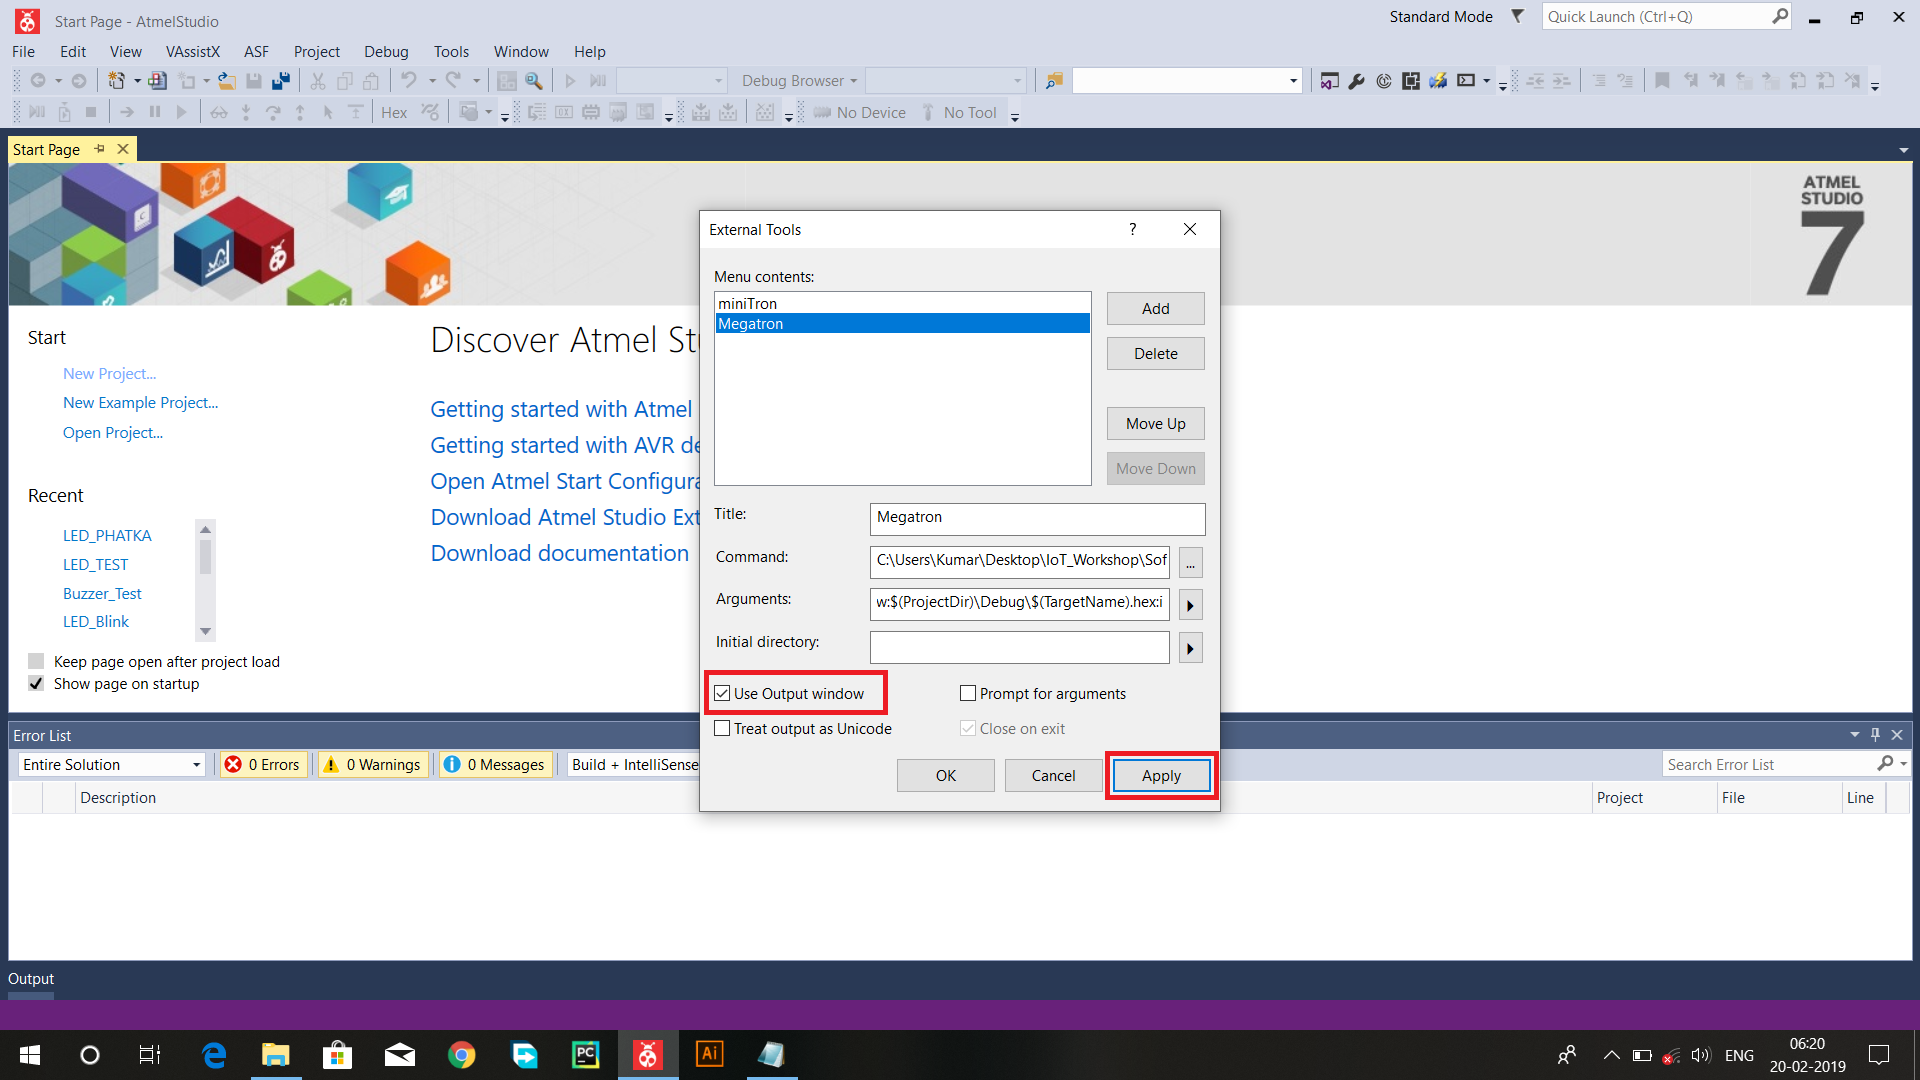 Start Page - AtmelStudio
Standard Mode
Quick Launch (Ctrl+Q)
File Edit View VAssistX ASF Project Debug Tools Window Help
Debug Browser
Hex
No Device No Tool
Start Page
ATMEL
STUDIO
7
Start
New Project...
New Example Project...
Open Project...
Recent
LED_PHATKA
LED_TEST
Buzzer_Test
LED_Blink
Keep page open after project load
Show page on startup
Discover Atmel St
Getting started with Atmel
Getting started with AVR de
Open Atmel Start Configura
Download Atmel Studio Ext
Download documentation
External Tools
?
Menu contents:
miniTron
Megatron
Add
Delete
Move Up
Move Down
Title: Megatron
Command: C:\Users\Kumar\Desktop\IoT_Workshop\Sof ...
Arguments: w:$(ProjectDir)\Debug\$(TargetName).hex:i
Initial directory:
Use Output window Prompt for arguments
Treat output as Unicode Close on exit
OK Cancel Apply
Error List
Entire Solution 0 Errors 0 Warnings 0 Messages Build + IntelliSense
Search Error List
Description Project File Line
Output
PC
Ai
ENG
06:20
20-02-2019